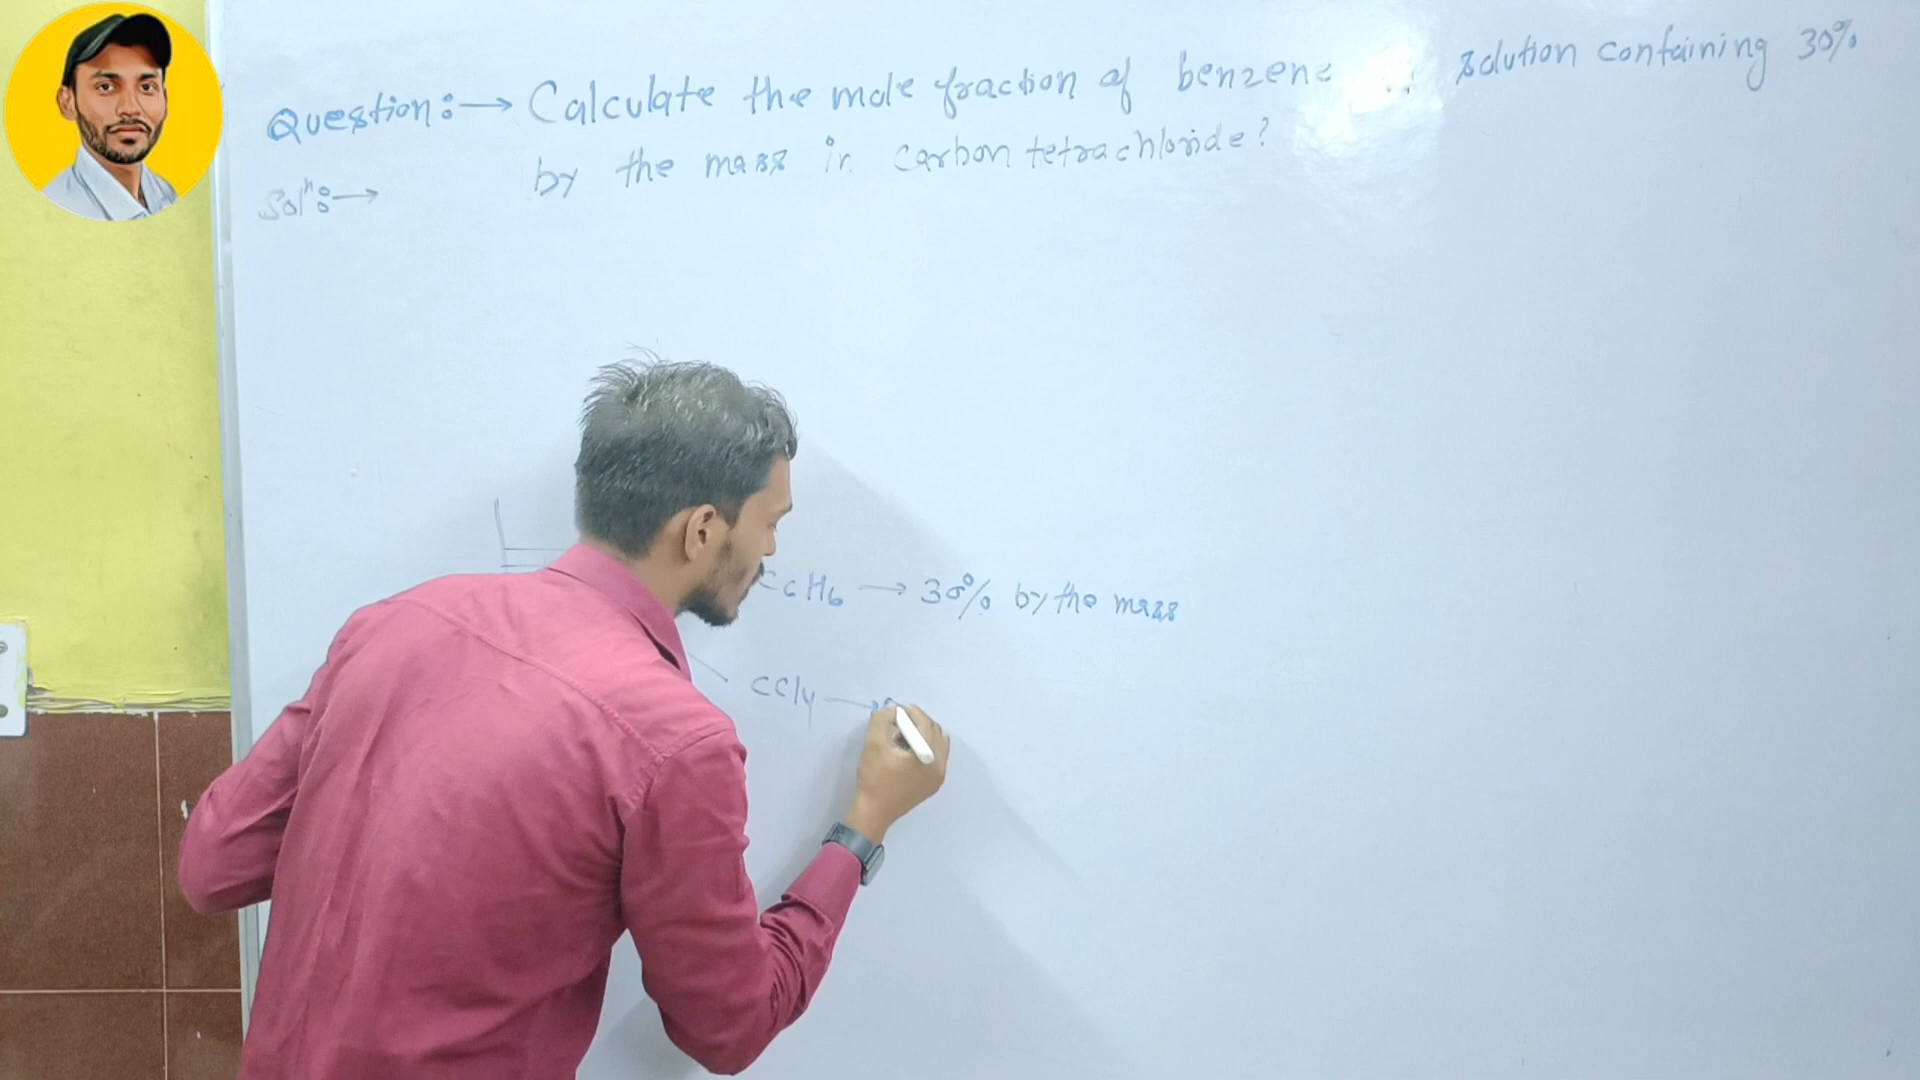 Question:→ Calculate the mole fraction of benzene solution containing 30%
by the mass in carbon tetrachloride?
Solⁿ:→
C6H6 → 30% by the mass
CCl4 →